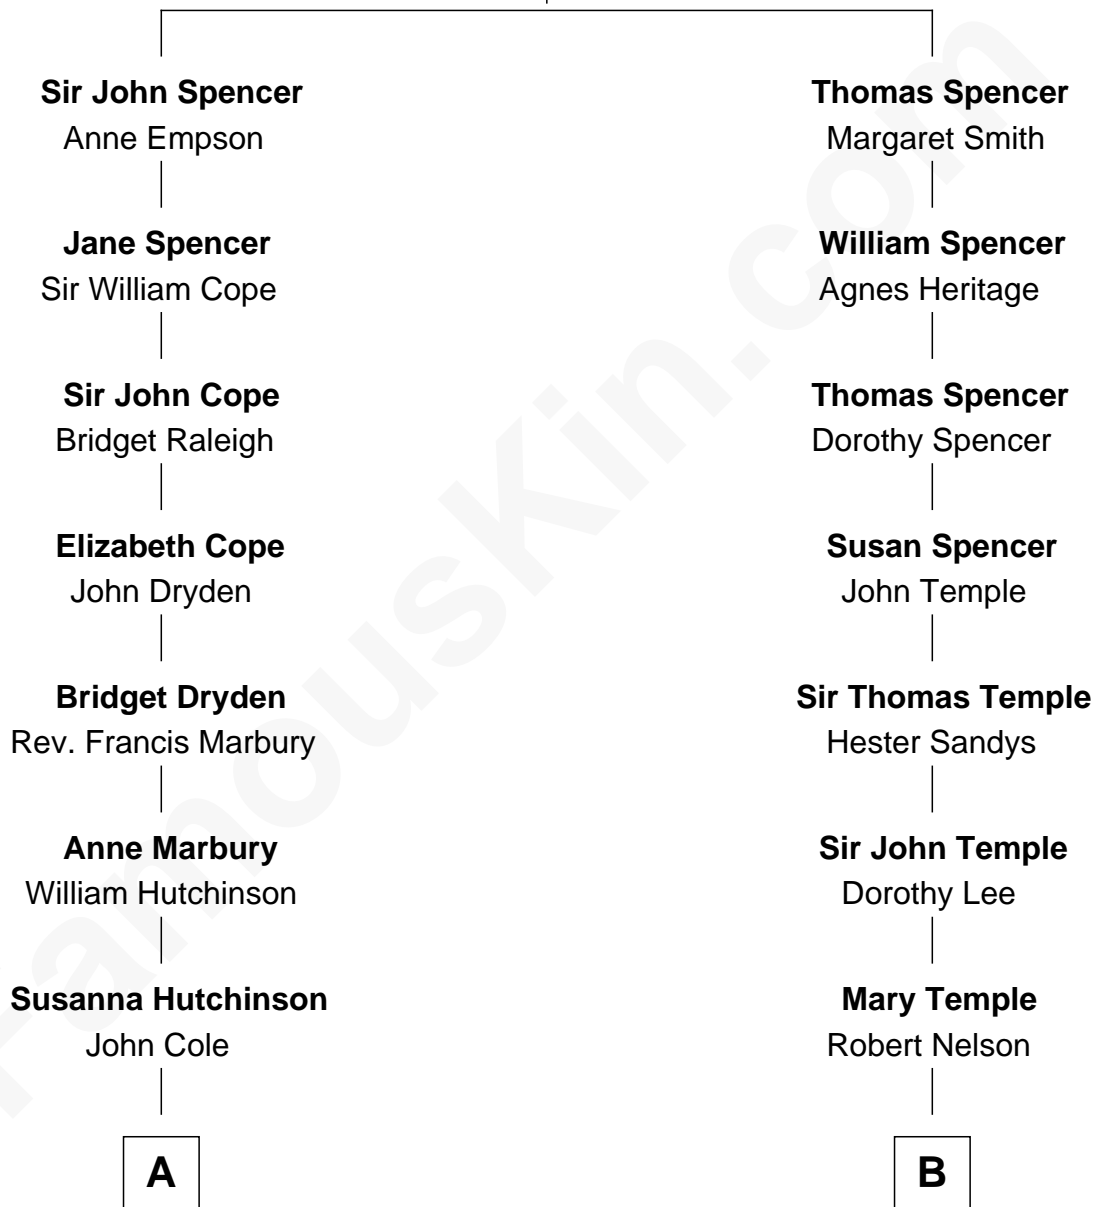 Sir John Spencer
Anne Empson
Jane Spencer
Sir William Cope
Sir John Cope
Bridget Raleigh
Elizabeth Cope
John Dryden
Bridget Dryden
Rev. Francis Marbury
Anne Marbury
William Hutchinson
Susanna Hutchinson
John Cole
A
Thomas Spencer
Margaret Smith
William Spencer
Agnes Heritage
Thomas Spencer
Dorothy Spencer
Susan Spencer
John Temple
Sir Thomas Temple
Hester Sandys
Sir John Temple
Dorothy Lee
Mary Temple
Robert Nelson
B
FamousKin.com